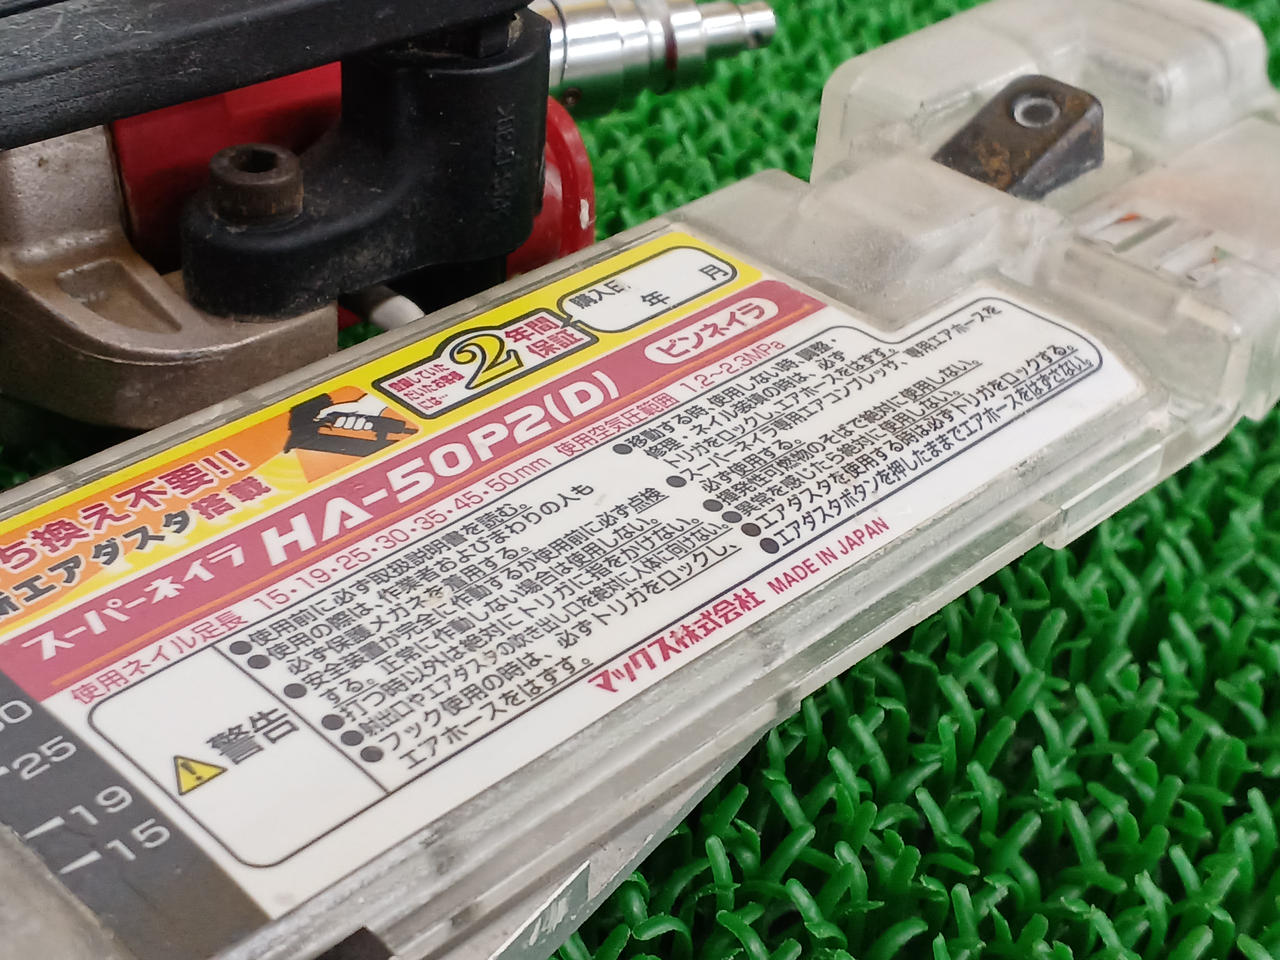 ち換え不要!!
エアダスタ搭載
登録していた
だいたお客様
には…
2年間
保証
購入日
年 月
スーパーネイラ HA-50P2(D) ピンネイラ
使用ネイル足長 15・19・25・30・35・45・50mm 使用空気圧範囲 1.2~2.3MPa
警告
●使用前に必ず取扱説明書を読む。
●使用の際は、作業者およびまわりの人も
必ず保護メガネを着用する。
●安全装置が完全に作動するか使用前に必ず点検
する。正常に作動しない場合は使用しない。
●打つ時以外は絶対にトリガに指をかけない。
●射出口やエアダスタの吹き出し口を絶対に人体に向けない。
●フック使用の時は、必ずトリガをロックし、
エアホースをはずす。
●移動する時、使用しない時、調整・
修理・ネイル装填の時は、必ず
トリガをロックしエアホースをはずす。
●スーパーネイラ専用エアコンプレッサ、専用エアホースを
必ず使用する。
●揮発性可燃物のそばで絶対に使用しない。
●異常を感じたら絶対に使用しない。
●エアダスタを使用する時は必ずトリガをロックする。
●エアダスタボタンを押したままでエアホースをはずさない。
マックス株式会社 MADE IN JAPAN
25
19
15